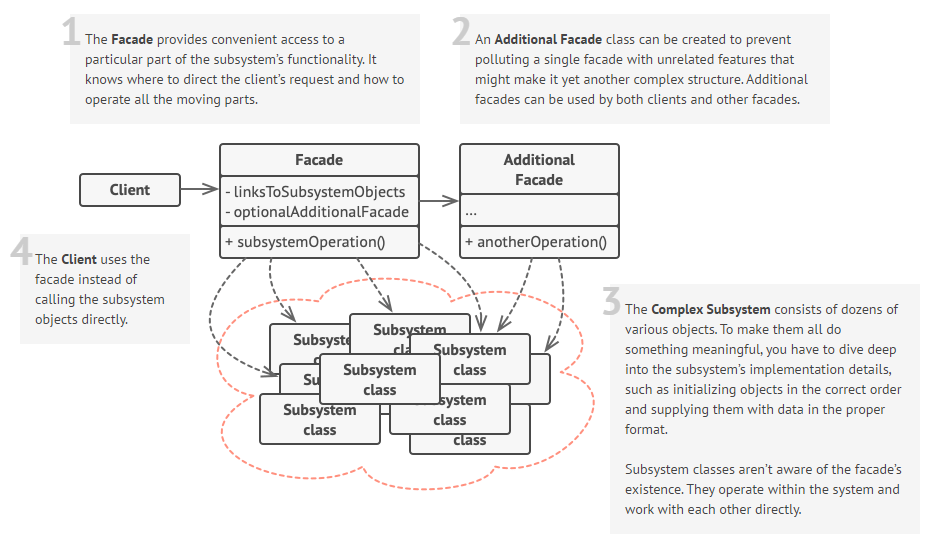 1
The Facade provides convenient access to a
particular part of the subsystem's functionality. It
knows where to direct the client's request and how to
operate all the moving parts.
2
An Additional Facade class can be created to prevent
polluting a single facade with unrelated features that
might make it yet another complex structure. Additional
facades can be used by both clients and other facades.
Client
Facade
- linksToSubsystemObjects
- optionalAdditionalFacade
+ subsystemOperation()
Additional
Facade
...
+ anotherOperation()
4
The Client uses the
facade instead of
calling the subsystem
objects directly.
3
The Complex Subsystem consists of dozens of
various objects. To make them all do
something meaningful, you have to dive deep
into the subsystem's implementation details,
such as initializing objects in the correct order
and supplying them with data in the proper
format.
Subsystem classes aren't aware of the facade's
existence. They operate within the system and
work with each other directly.
Subsystem
Subsystem
class
Subsystem
class
Subsystem
class
class
class